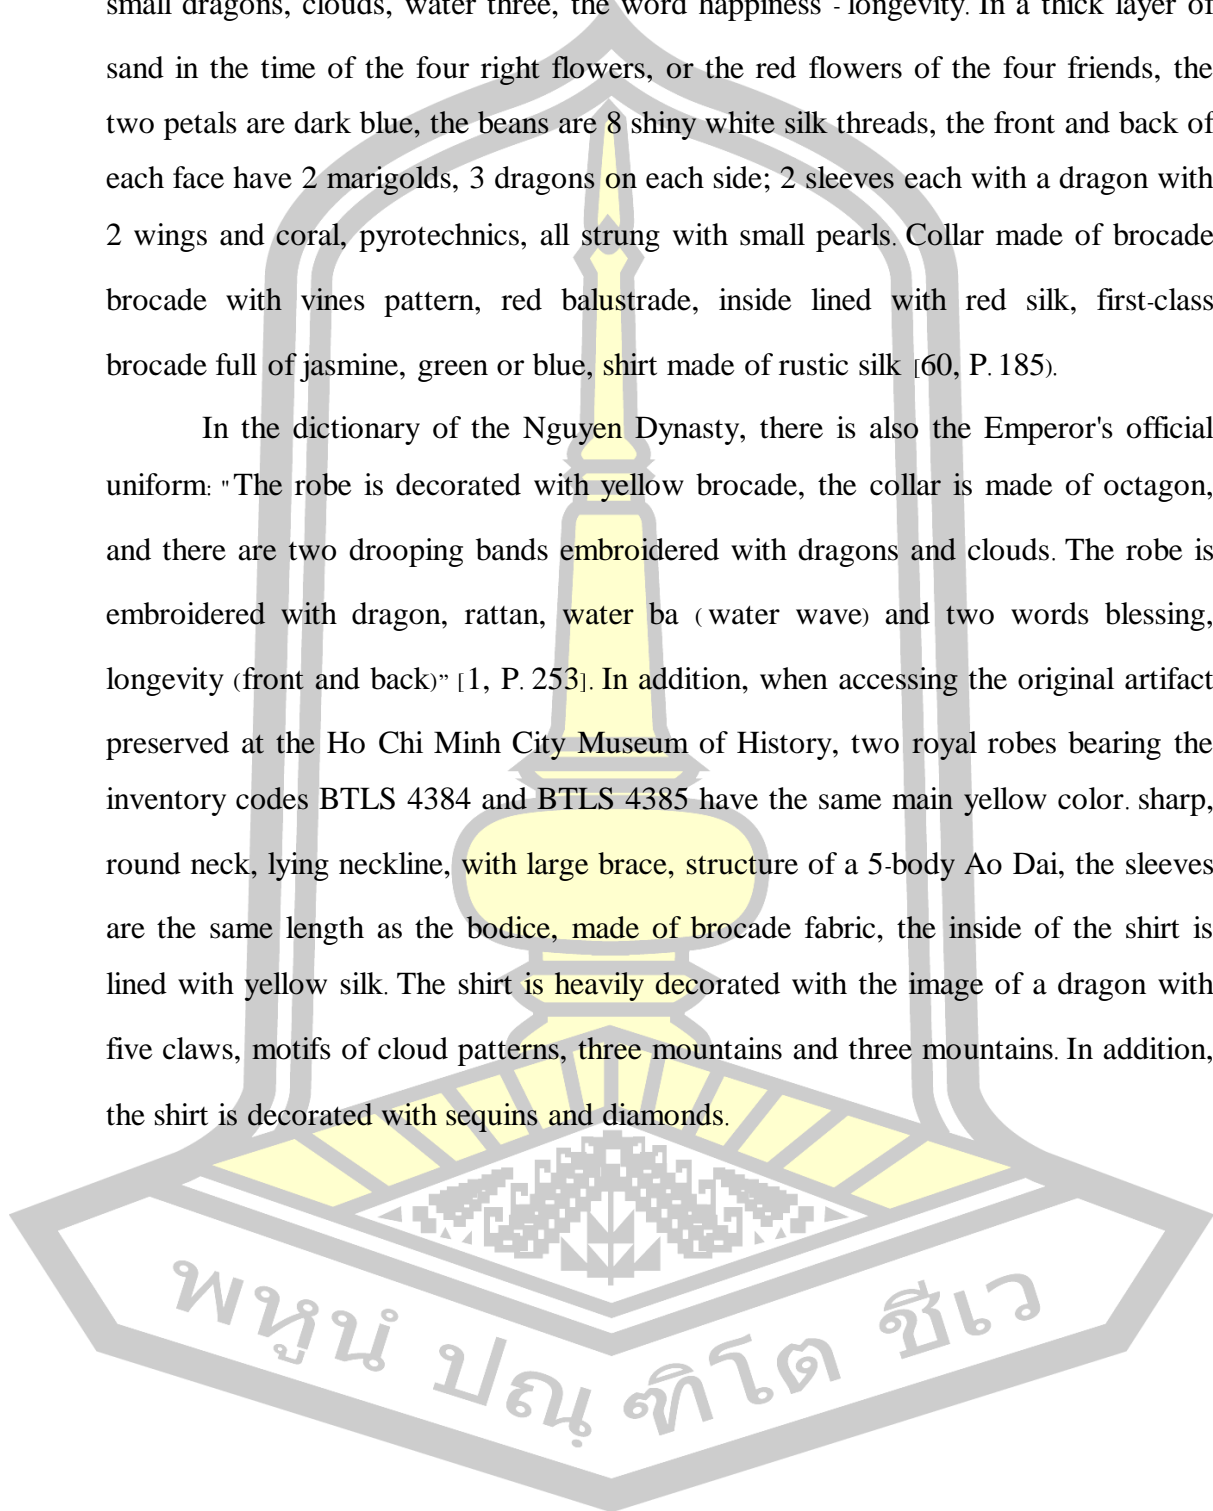 small dragons, clouds, water three, the word happiness - longevity. In a thick layer of
sand in the time of the four right flowers, or the red flowers of the four friends, the
two petals are dark blue, the beans are 8 shiny white silk threads, the front and back of
each face have 2 marigolds, 3 dragons on each side; 2 sleeves each with a dragon with
2 wings and coral, pyrotechnics, all strung with small pearls. Collar made of brocade
brocade with vines pattern, red balustrade, inside lined with red silk, first-class
brocade full of jasmine, green or blue, shirt made of rustic silk [60, P. 185).
In the dictionary of the Nguyen Dynasty, there is also the Emperor's official
uniform: "The robe is decorated with yellow brocade, the collar is made of octagon,
and there are two drooping bands embroidered with dragons and clouds. The robe is
embroidered with dragon, rattan, water ba (water wave) and two words blessing,
longevity (front and back)” [1, P. 253]. In addition, when accessing the original artifact
preserved at the Ho Chi Minh City Museum of History, two royal robes bearing the
inventory codes BTLS 4384 and BTLS 4385 have the same main yellow color. sharp,
round neck, lying neckline, with large brace, structure of a 5-body Ao Dai, the sleeves
are the same length as the bodice, made of brocade fabric, the inside of the shirt is
lined with yellow silk. The shirt is heavily decorated with the image of a dragon with
five claws, motifs of cloud patterns, three mountains and three mountains. In addition,
the shirt is decorated with sequins and diamonds.
พหูนํ ปณฺฑิโต ชีเว